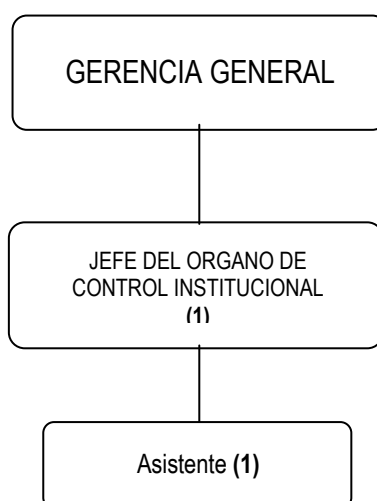 GERENCIA GENERAL
JEFE DEL ORGANO DE
CONTROL INSTITUCIONAL
(1)
Asistente (1)